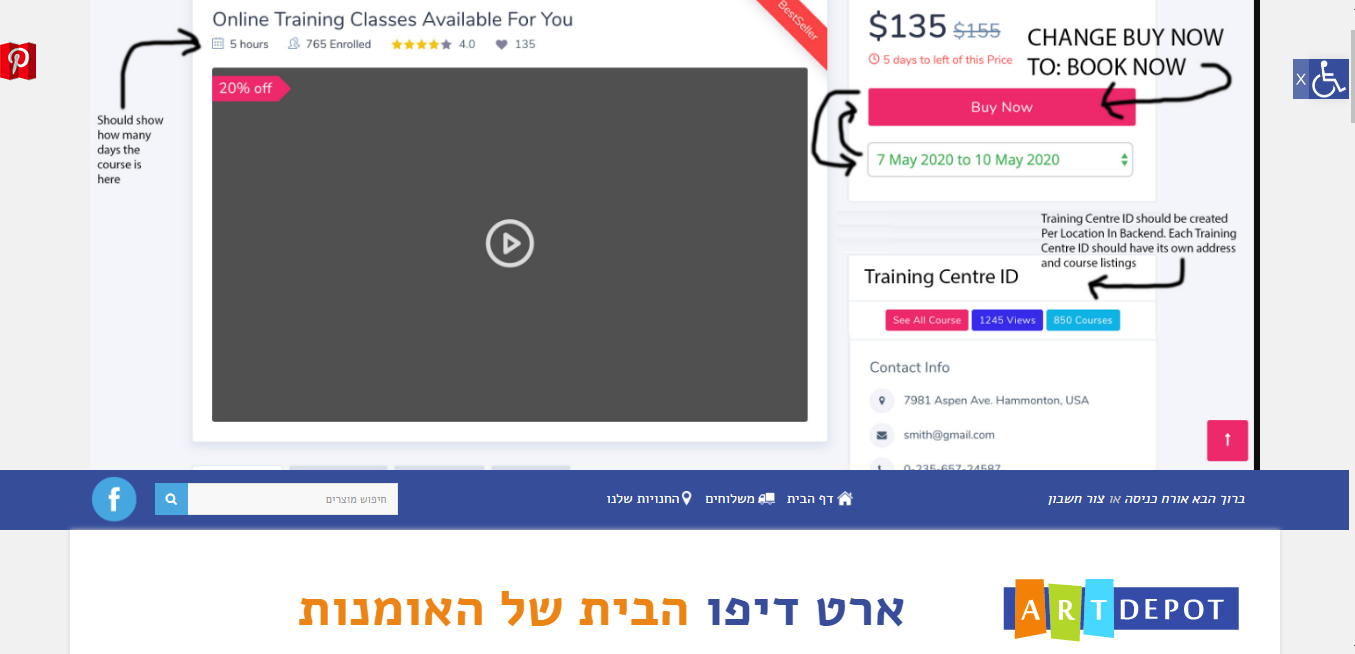 Online Training Classes Available For You
5 hours 765 Enrolled 4.0 135
BestSeller
20% off
Should show
how many
days the
course is
here
$135 $155
5 days to left of this Price
CHANGE BUY NOW
TO: BOOK NOW
Buy Now
7 May 2020 to 10 May 2020
Training Centre ID should be created
Per Location In Backend. Each Training
Centre ID should have its own address
and course listings
Training Centre ID
See All Course 1245 Views 850 Courses
Contact Info
7981 Aspen Ave. Hammonton, USA
smith@gmail.com
0-235-657-24587
X
ברוך הבא אורח כניסה או צור חשבון
דף הבית משלוחים החנויות שלנו
חיפוש מוצרים
f
ART DEPOT
ארט דיפו הבית של האומנות